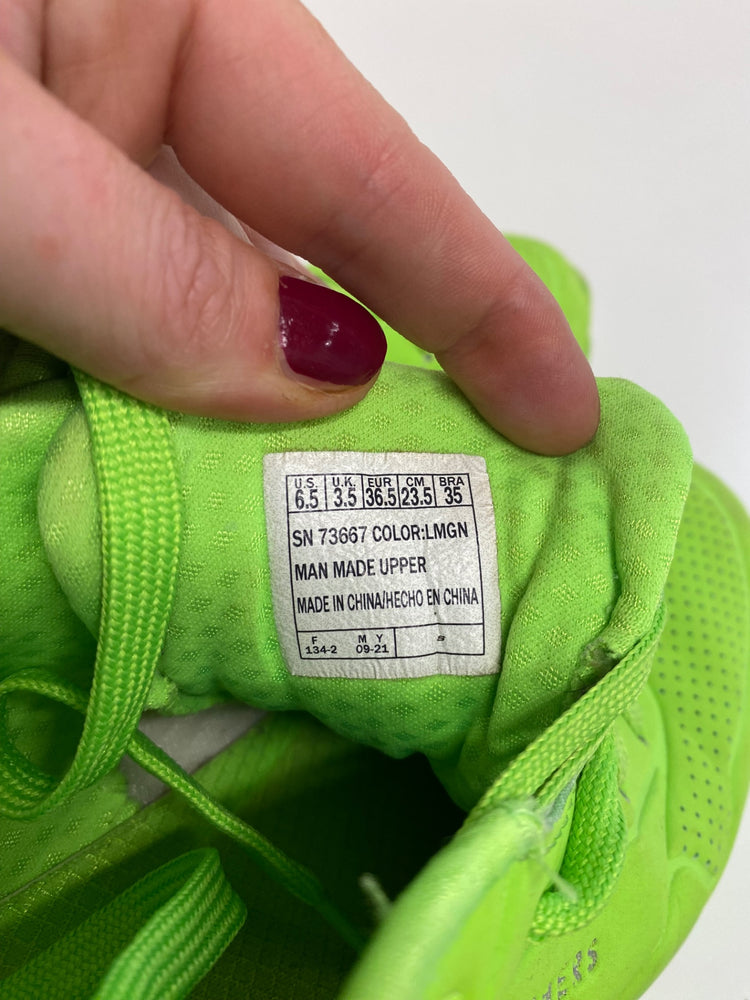 U.S. U.K. EUR CM BRA
6.5 3.5 36.5 23.5 35
SN 73667 COLOR:LMGN
MAN MADE UPPER
MADE IN CHINA/HECHO EN CHINA
F M Y
134-2 09-21